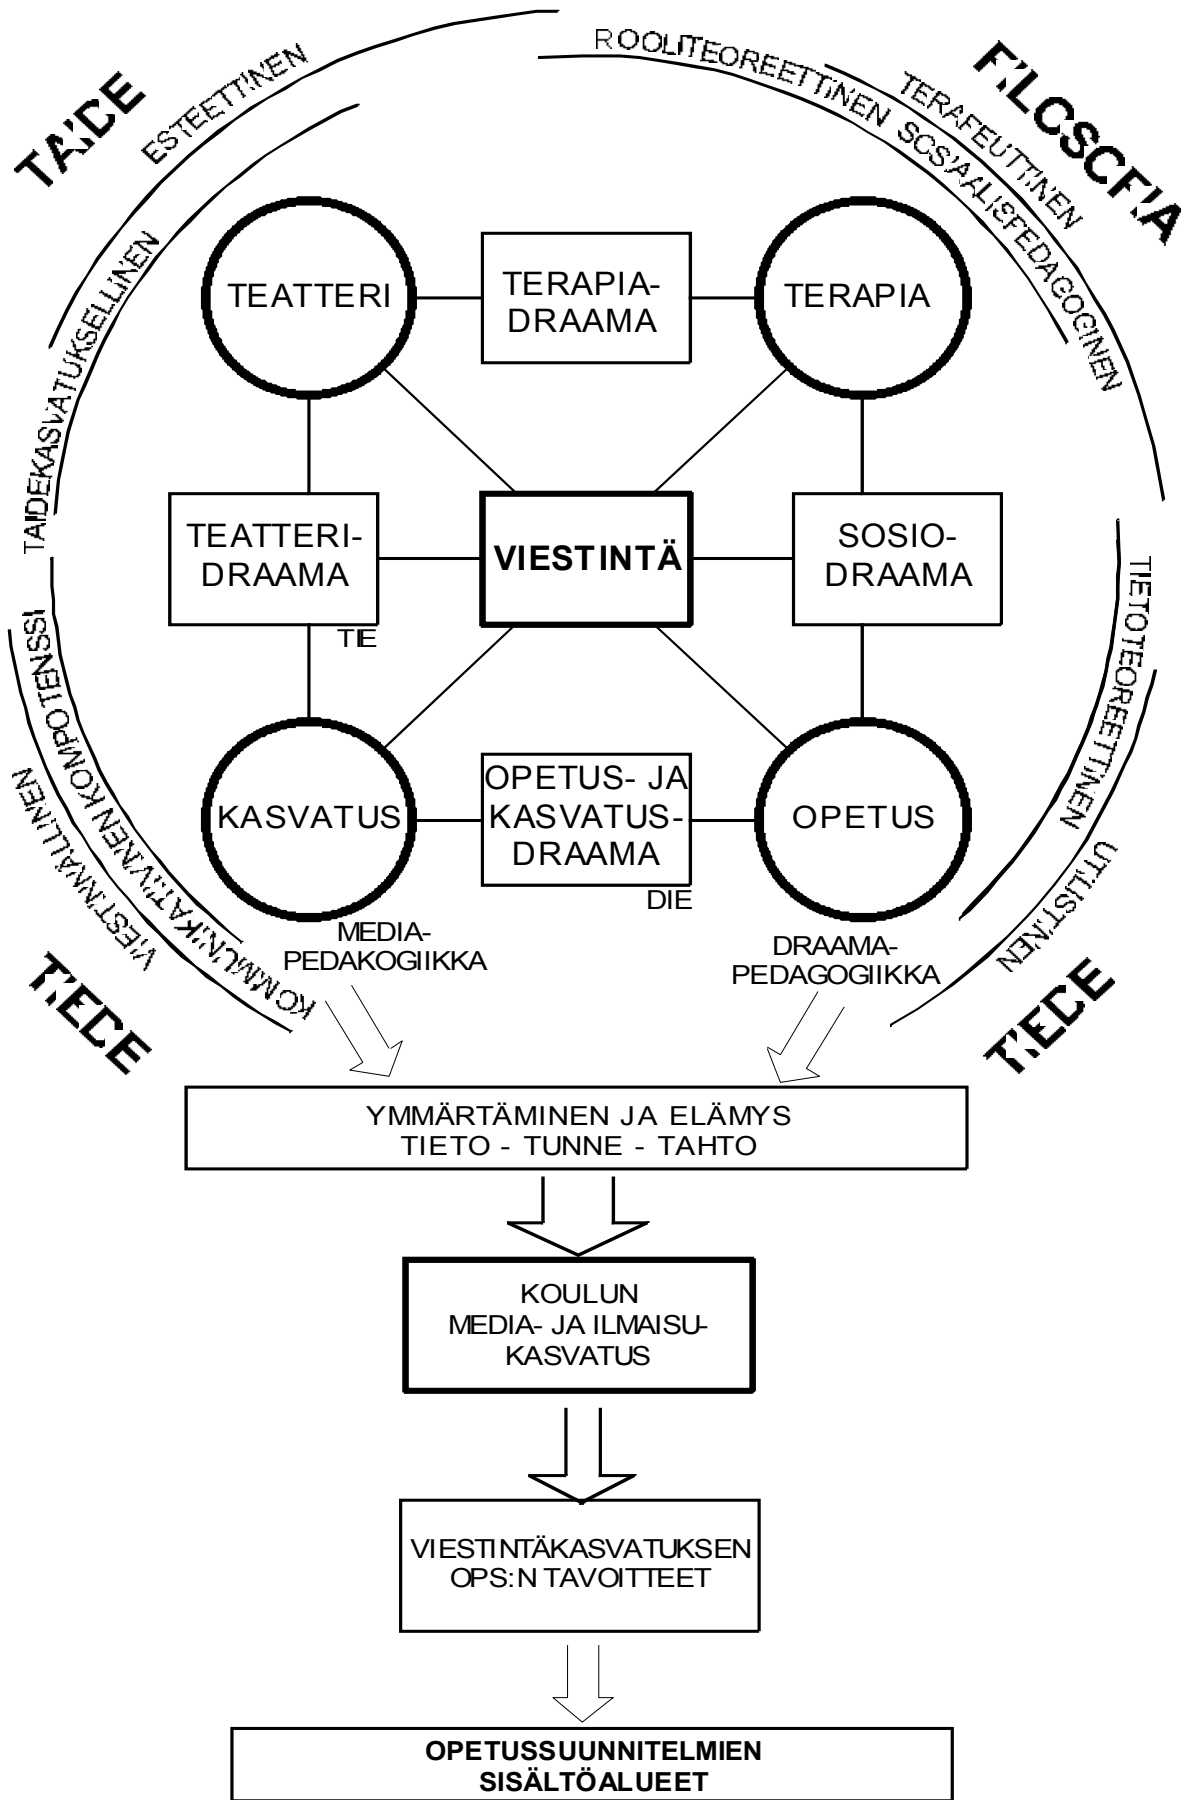 TAIDE
ESTEETTINEN
TAIDEKASVATUKSELLINEN
ROOLITEOREETTINEN SOSIAALISPEDAGOGINEN
TERAPEUTTINEN
FILOSOFIA
TEATTERI
TERAPIA-
DRAAMA
TERAPIA
TEATTERI-
DRAAMA
TIE
VIESTINTÄ
SOSIO-
DRAAMA
KASVATUS
OPETUS- JA
KASVATUS-
DRAAMA
DIE
OPETUS
KOMMUNIKATIIVINEN KOMPOTENSSI
VIESTINNÄLLINEN
TIEDE
TIETOTEOREETTINEN
UTILISTINEN
TIEDE
MEDIA-
PEDAKOGIIKKA
DRAAMA-
PEDAGOGIIKKA
YMMÄRTÄMINEN JA ELÄMYS
TIETO - TUNNE - TAHTO
KOULUN
MEDIA- JA ILMAISU-
KASVATUS
VIESTINTÄKASVATUKSEN
OPS:N TAVOITTEET
OPETUSSUUNNITELMIEN
SISÄLTÖALUEET